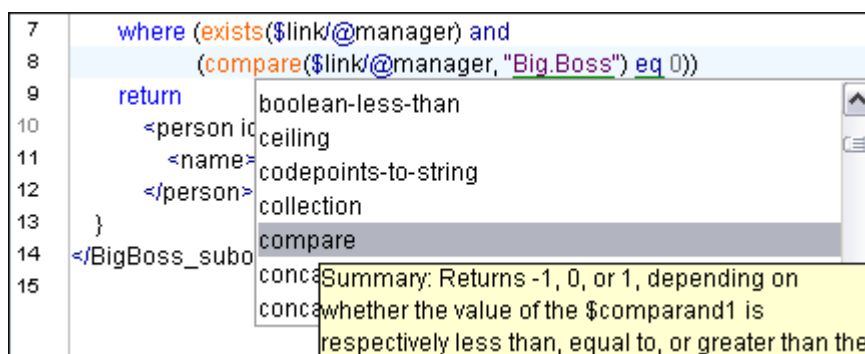 7 where (exists($link/@manager) and
8 (compare($link/@manager, "Big.Boss") eq 0))
9 return
10 <person
11 <name>
12 </person>
13 }
14 </BigBoss_subo
15
boolean-less-than
ceiling
codepoints-to-string
collection
compare
conca
conca
Summary: Returns -1, 0, or 1, depending on
whether the value of the $comparand1 is
respectively less than, equal to, or greater than the